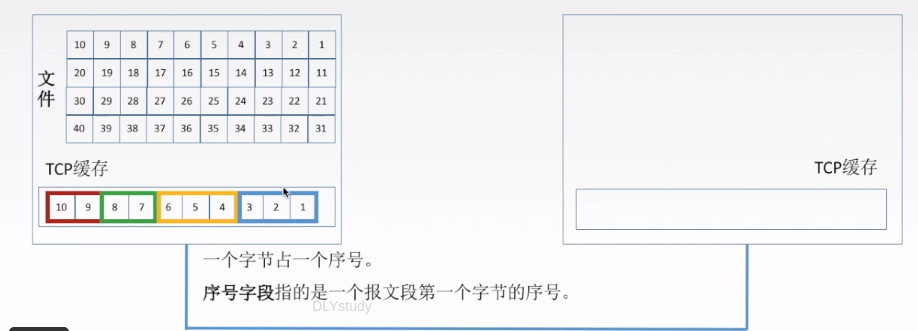 10 9 8 7 6 5 4 3 2 1
20 19 18 17 16 15 14 13 12 11
文件
30 29 28 27 26 25 24 23 22 21
40 39 38 37 36 35 34 33 32 31
TCP缓存
TCP缓存
10 9 8 7 6 5 4 3 2 1
一个字节占一个序号。
序号字段指的是一个报文段第一个字节的序号。
DLYstudy